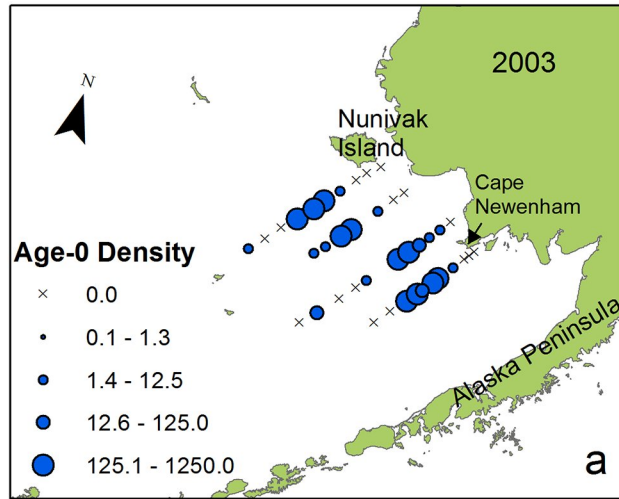 2003
N
Nunivak
Island
Cape
Newenham
Age-0 Density
0.0
0.1 - 1.3
1.4 - 12.5
12.6 - 125.0
125.1 - 1250.0
Alaska Peninsula
a